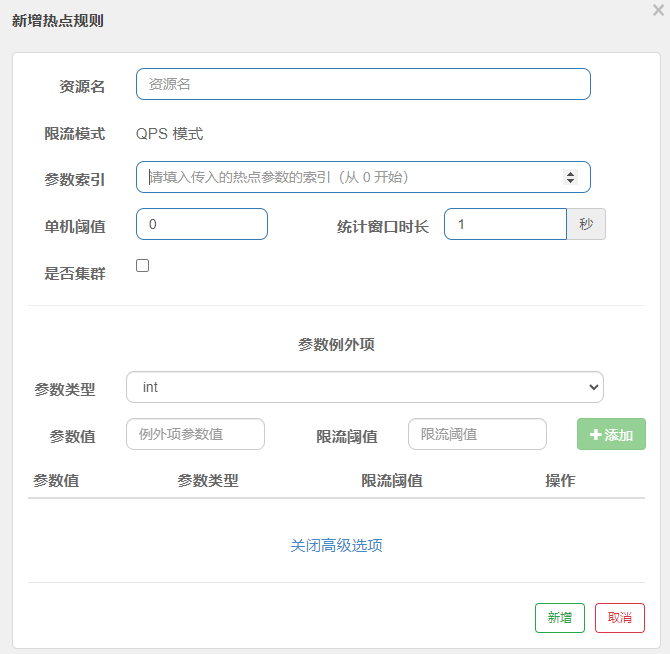 新增热点规则
×
资源名 资源名
限流模式 QPS 模式
参数索引 请填入传入的热点参数的索引（从 0 开始）
单机阈值 0 统计窗口时长 1 秒
是否集群
参数例外项
参数类型 int
参数值 例外项参数值 限流阈值 限流阈值 +添加
参数值 参数类型 限流阈值 操作
关闭高级选项
新增 取消